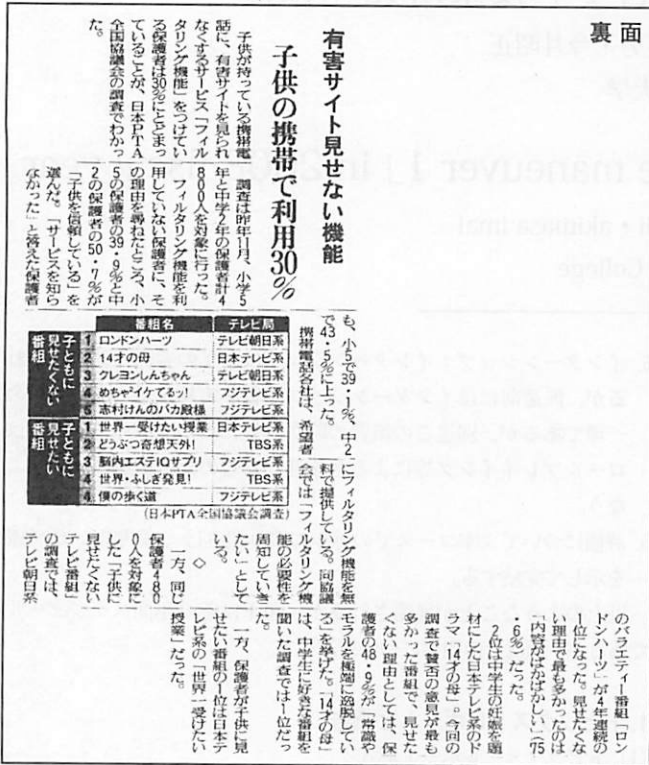 裏面
有害サイト見せない機能
子供の携帯で利用30%
子供が持っている携帯電
話に、有害サイトを見られ
なくするサービス「フィル
タリング機能」をつけてい
る保護者は30%にとどまっ
ていることが、日本PTA
全国協議会の調査でわかっ
た。
調査は昨年11月、小学5
年と中学2年の保護者計4
800人を対象に行った。
フィルタリング機能を利
用していない保護者に、そ
の理由を尋ねたところ、小
5の保護者の39・9%と中
2の保護者の50・7%が
「子供を信頼している」を
選んだ。「サービスを知ら
なかった」と答えた保護者
も、小5で39・7%、中2
で43・5%に上った。
携帯電話各社は、希望者
にフィルタリング機能を無
料で提供している。同協議
会では「フィルタリング機
能の必要性を
周知していき
たい」として
いる。
◇
一方、同じ
保護者480
0人を対象に
した「子供に
見せたくない
テレビ番組」
の調査では、
テレビ朝日系
のバラエティー番組「ロン
ドンハーツ」が4年連続の
1位になった。見せたくな
い理由で最も多かったのは
「内容がばかばかしい」(75
・6%)だった。
2位は中学生の妊娠を題
材にした日本テレビ系のド
ラマ「14才の母」。今回の
調査で賛否の意見が最も
多かった番組で、見せた
くない理由としては、保
護者の48・9%が「常識や
モラルを極端に逸脱してい
る」を挙げた。「14才の母」
は、中学生に好きな番組を
聞いた調査では1位だっ
た。
一方、保護者が子供に見
せたい番組の1位は日本テ
レビ系の「世界一受けたい
授業」だった。
番組名 テレビ局
子どもに見せたくない番組
1 ロンドンハーツ テレビ朝日系
2 14才の母 日本テレビ系
3 クレヨンしんちゃん テレビ朝日系
4 めちゃイケてるッ! フジテレビ系
5 志村けんのバカ殿様 フジテレビ系
子どもに見せたい番組
1 世界一受けたい授業 日本テレビ系
2 どうぶつ奇想天外! TBS系
3 脳内エステIQサプリ フジテレビ系
4 世界・ふしぎ発見! TBS系
4 僕の歩く道 フジテレビ系
(日本PTA全国協議会調査)